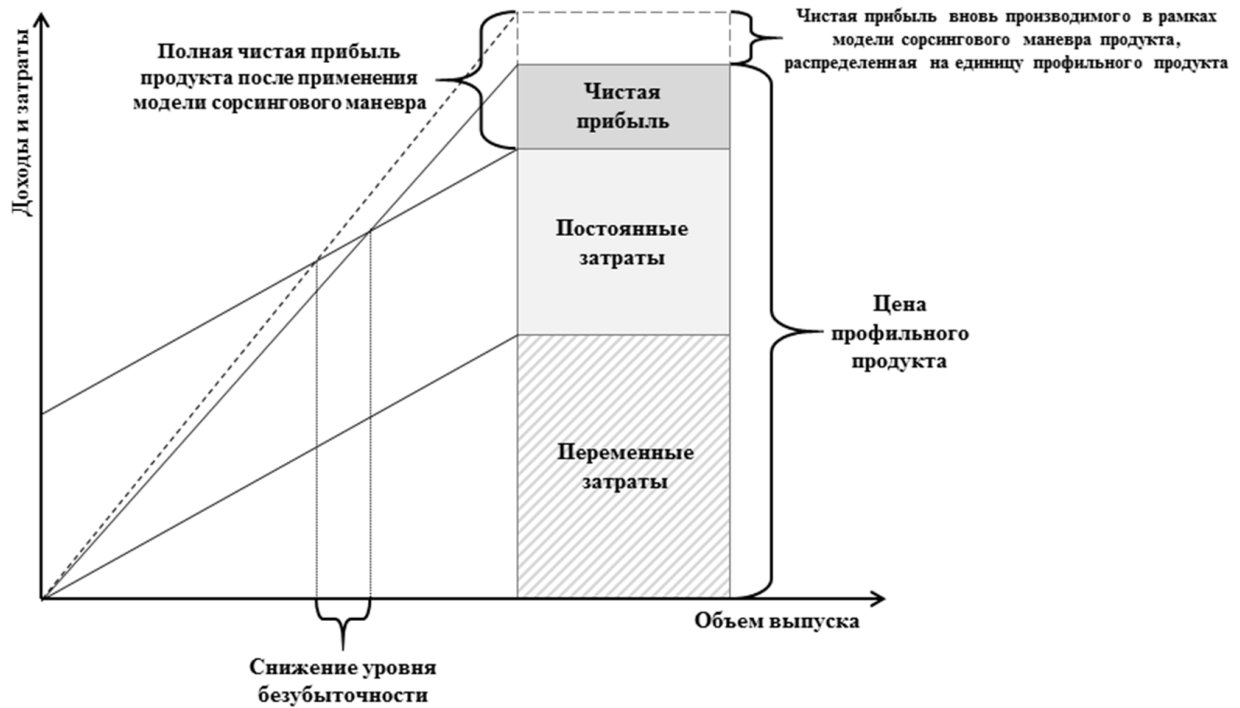 Доходы и затраты
Полная чистая прибыль
продукта после применения
модели сорсингового маневра
Чистая прибыль вновь производимого в рамках
модели сорсингового маневра продукта,
распределенная на единицу профильного продукта
Чистая
прибыль
Постоянные
затраты
Цена
профильного
продукта
Переменные
затраты
Объем выпуска
Снижение уровня
безубыточности